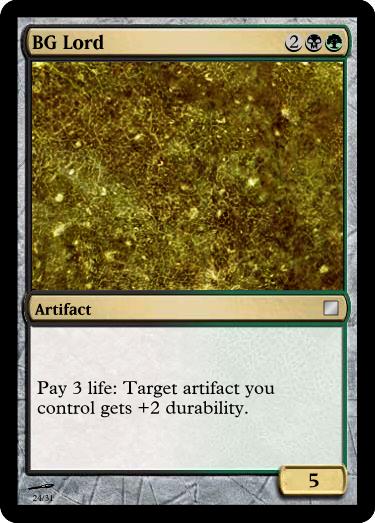 BG Lord 2
Artifact
Pay 3 life: Target artifact you
control gets +2 durability.
5
24/31